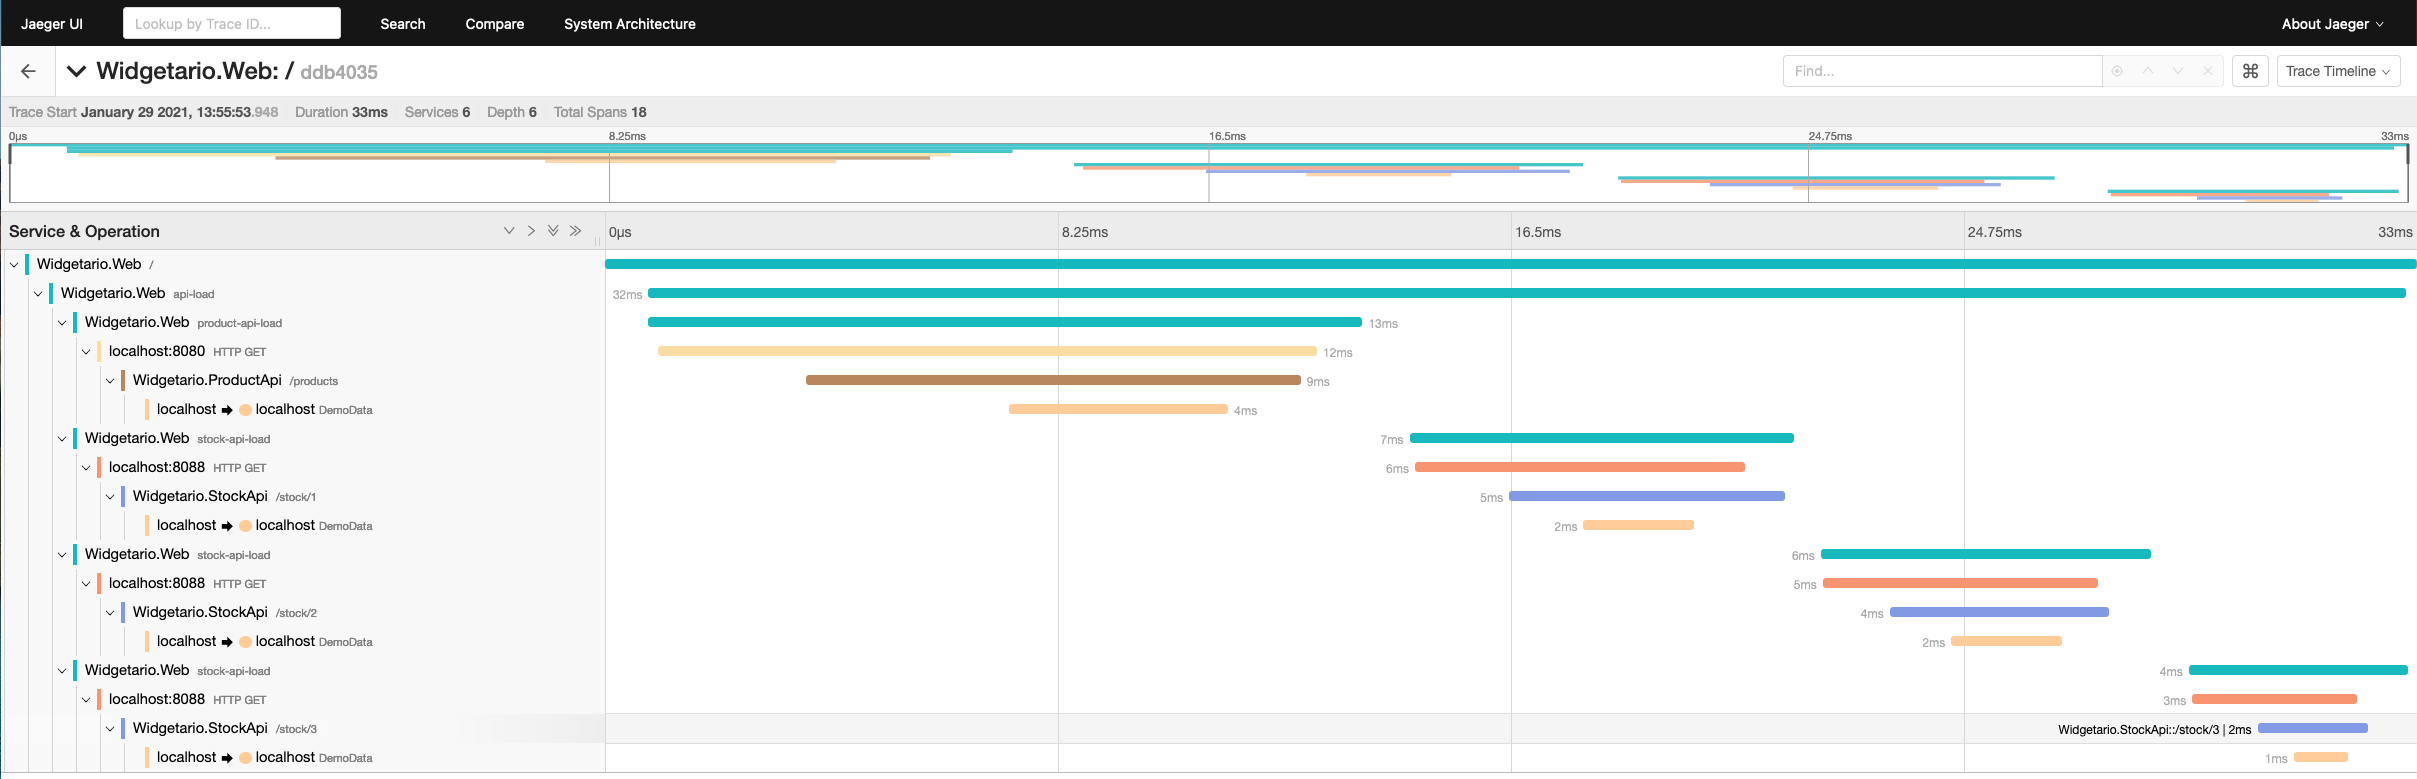 Jaeger UI Lookup by Trace ID... Search Compare System Architecture About Jaeger
Widgetario.Web: / ddb4035 Find... ⌘ Trace Timeline
Trace Start January 29 2021, 13:55:53.948 Duration 33ms Services 6 Depth 6 Total Spans 18
0μs 8.25ms 16.5ms 24.75ms 33ms
Service & Operation 0μs 8.25ms 16.5ms 24.75ms 33ms
Widgetario.Web /
Widgetario.Web api-load 32ms
Widgetario.Web product-api-load 13ms
localhost:8080 HTTP GET 12ms
Widgetario.ProductApi /products 9ms
localhost localhost DemoData 4ms
Widgetario.Web stock-api-load 7ms
localhost:8088 HTTP GET 6ms
Widgetario.StockApi /stock/1 5ms
localhost localhost DemoData 2ms
Widgetario.Web stock-api-load 6ms
localhost:8088 HTTP GET 5ms
Widgetario.StockApi /stock/2 4ms
localhost localhost DemoData 2ms
Widgetario.Web stock-api-load 4ms
localhost:8088 HTTP GET 3ms
Widgetario.StockApi /stock/3 Widgetario.StockApi::/stock/3 | 2ms
localhost localhost DemoData 1ms